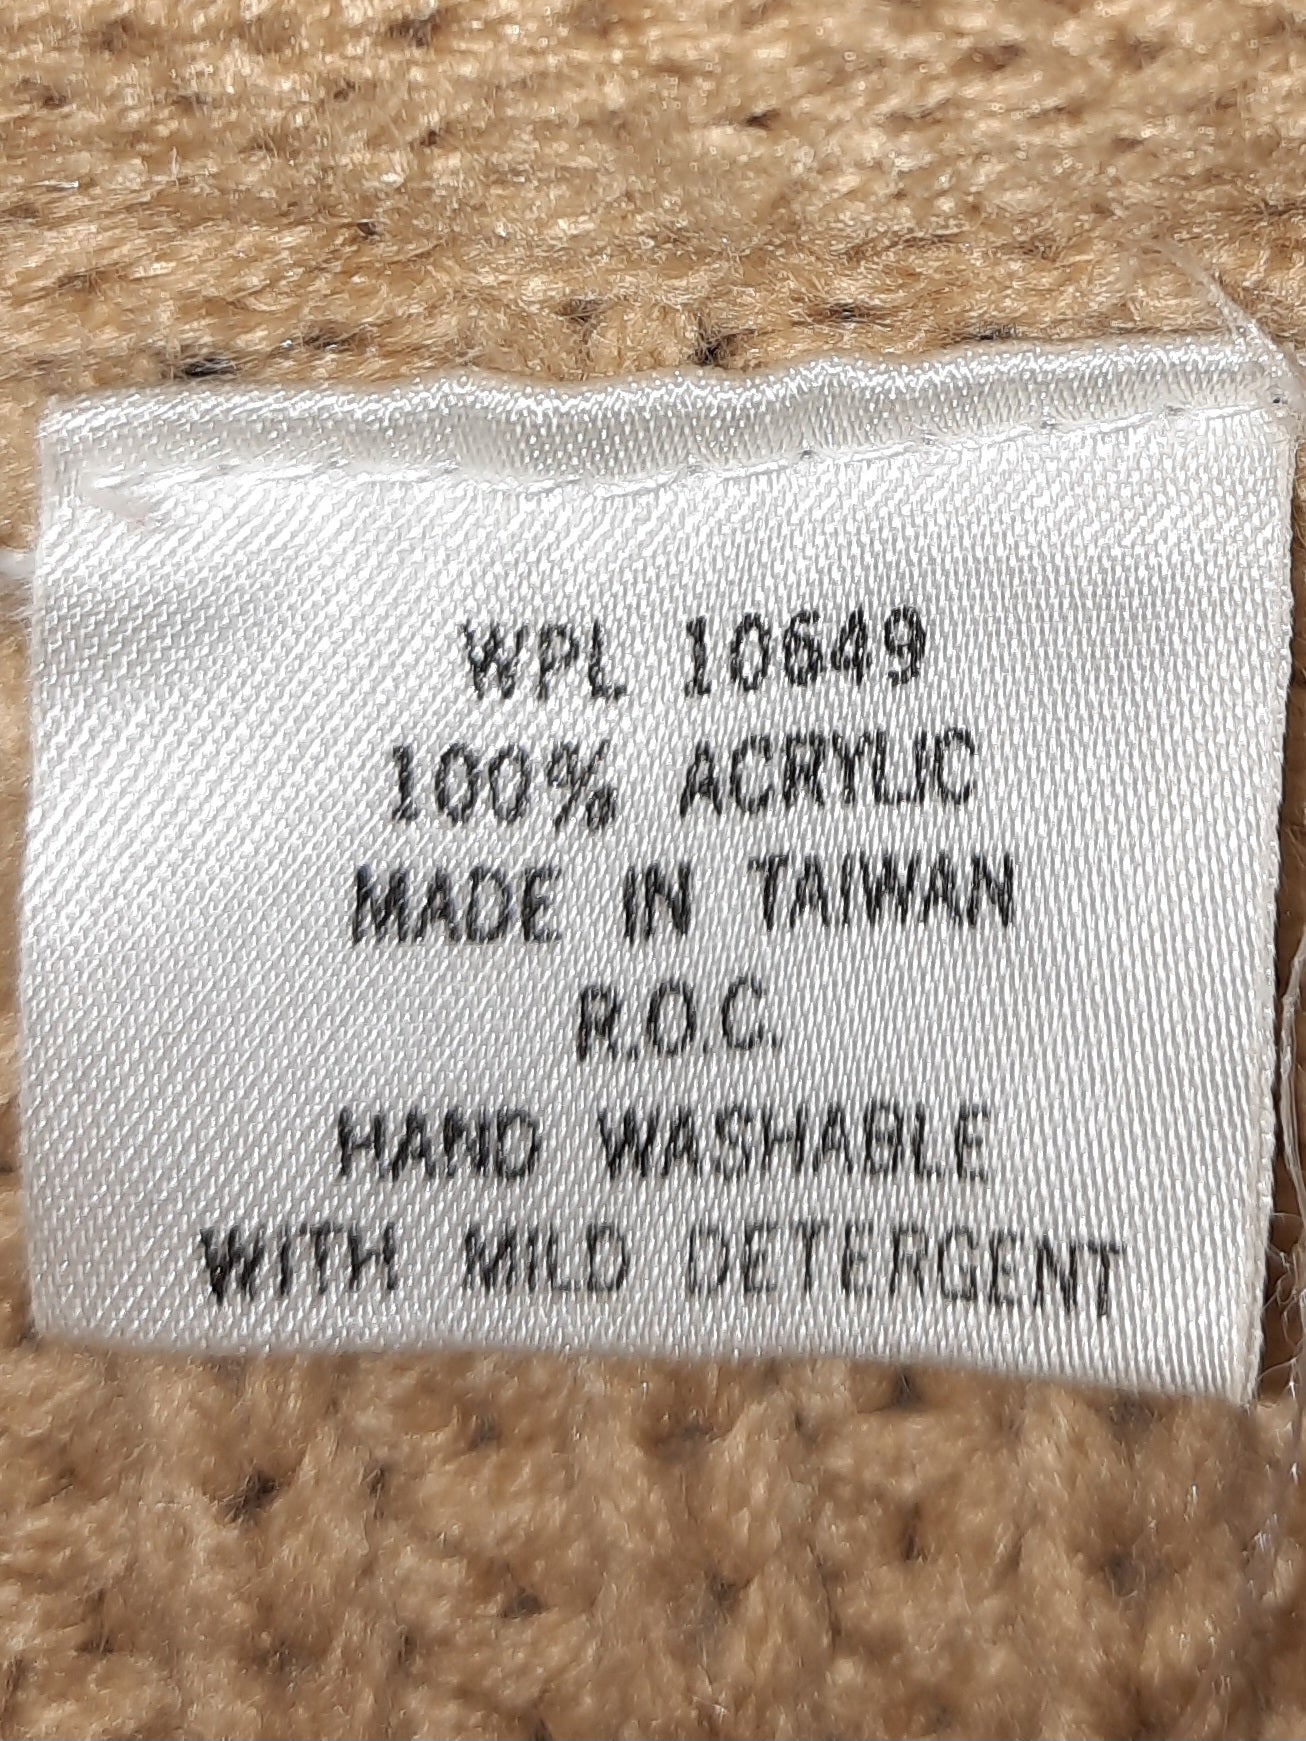 WPL 10649
100% ACRYLIC
MADE IN TAIWAN
R.O.C.
HAND WASHABLE
WITH MILD DETERGENT